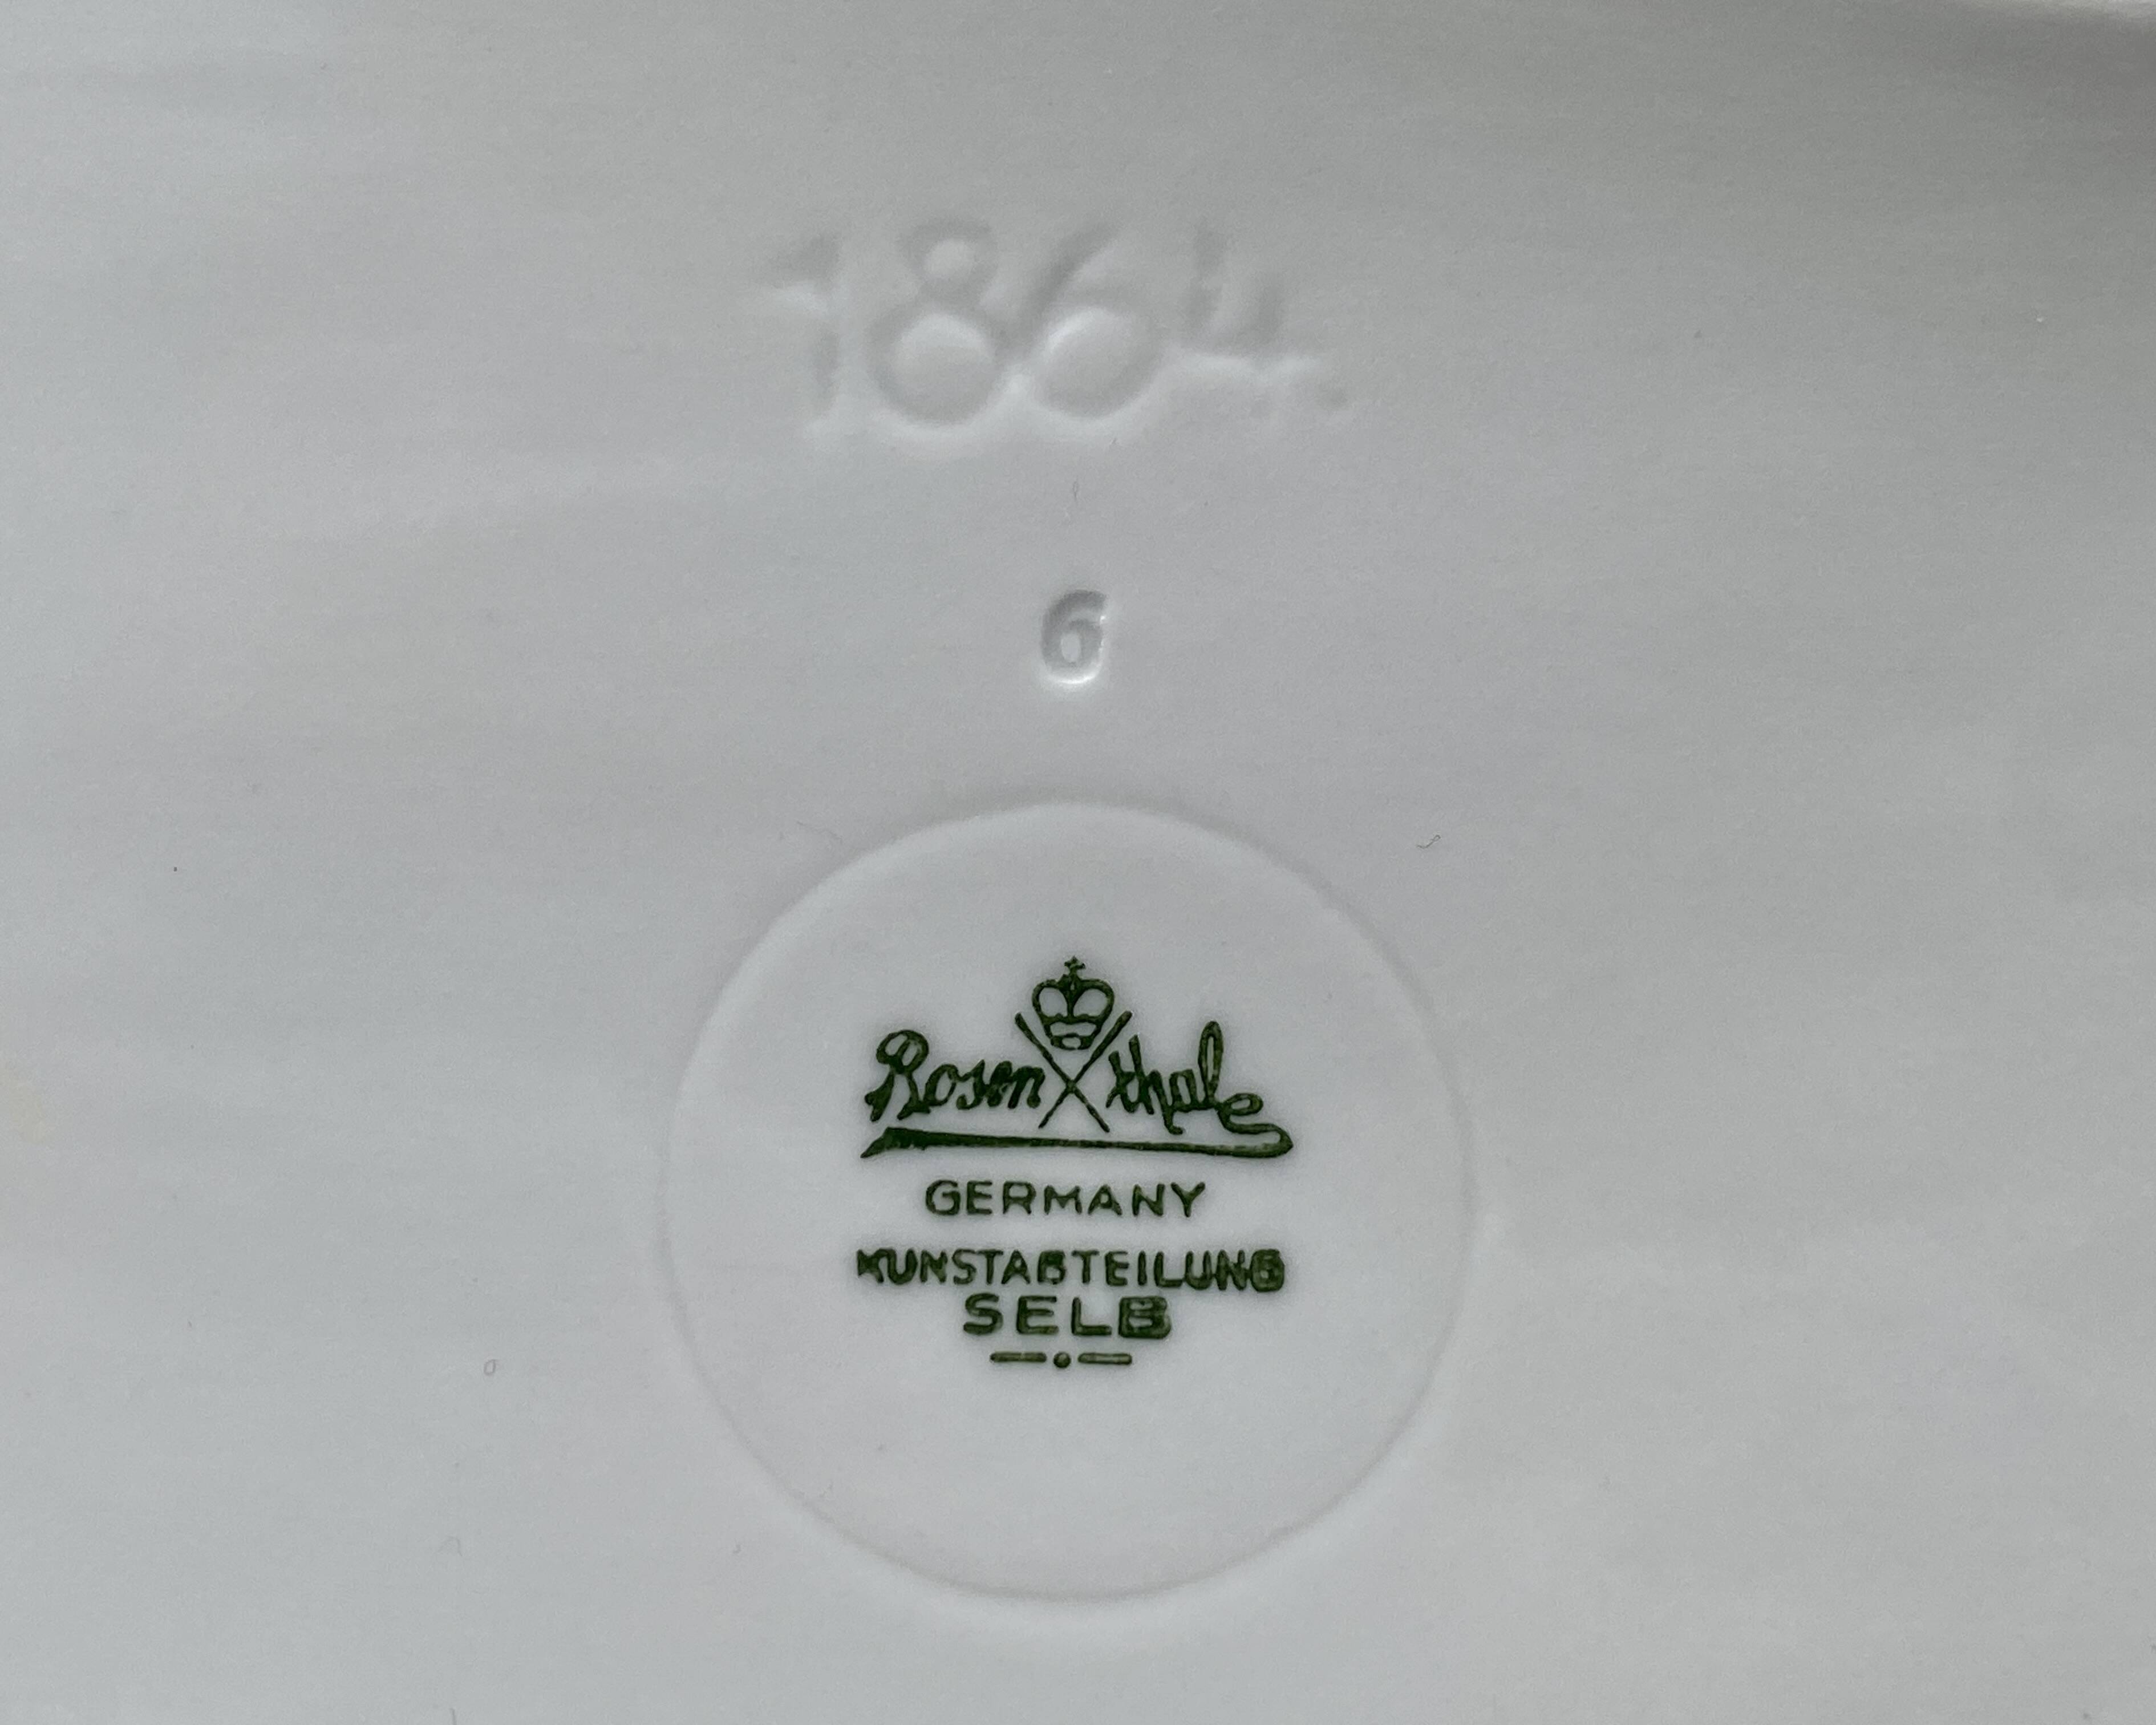 1864.
6
Rosenthal
GERMANY
KUNSTABTEILUNG
SELB